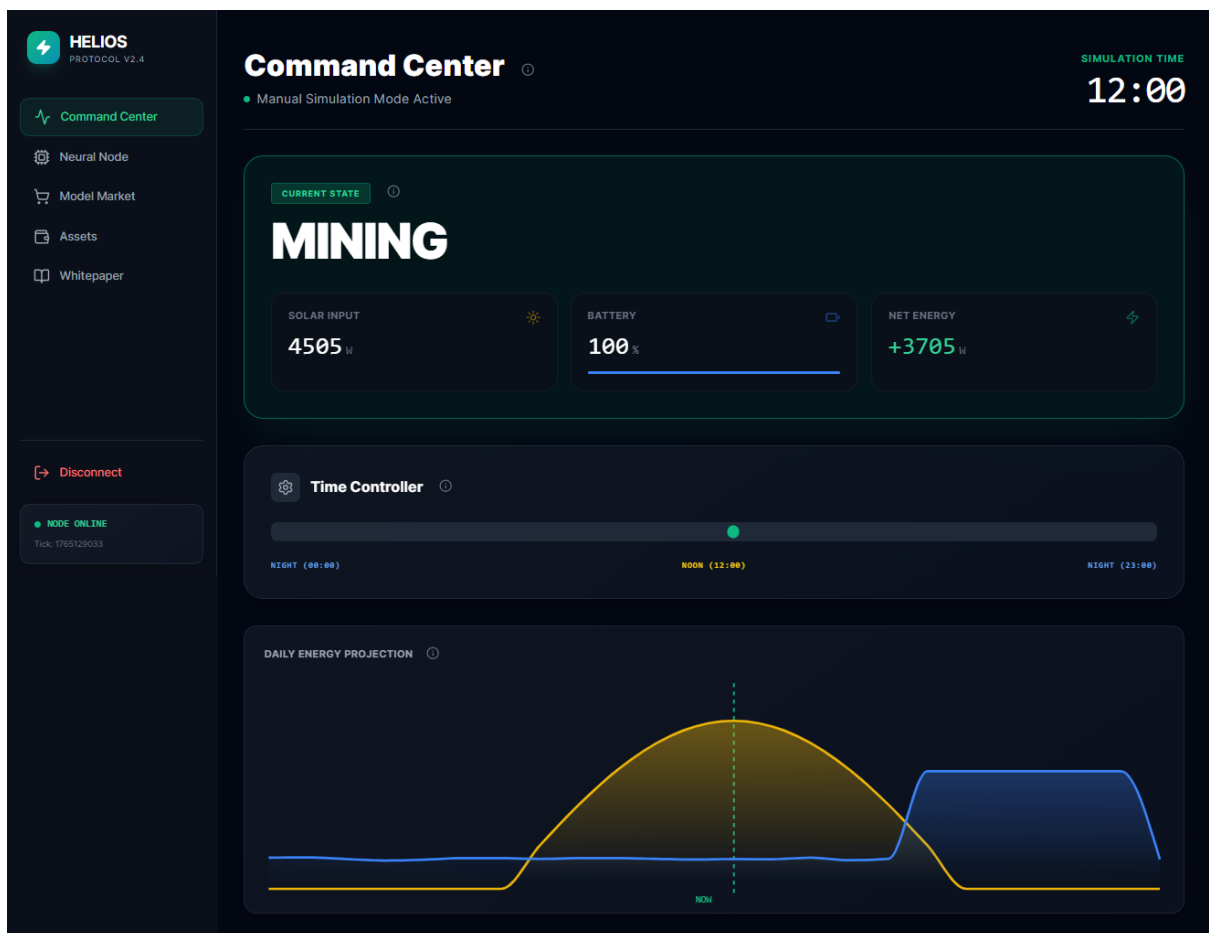 HELIOS
PROTOCOL V2.4
Command Center
Neural Node
Model Market
Assets
Whitepaper
Disconnect
NODE ONLINE
Tick: 1765129033
Command Center
Manual Simulation Mode Active
SIMULATION TIME
12:00
CURRENT STATE
MINING
SOLAR INPUT
4505 W
BATTERY
100 %
NET ENERGY
+3705 W
Time Controller
NIGHT (00:00)
NOON (12:00)
NIGHT (23:00)
DAILY ENERGY PROJECTION
NOW